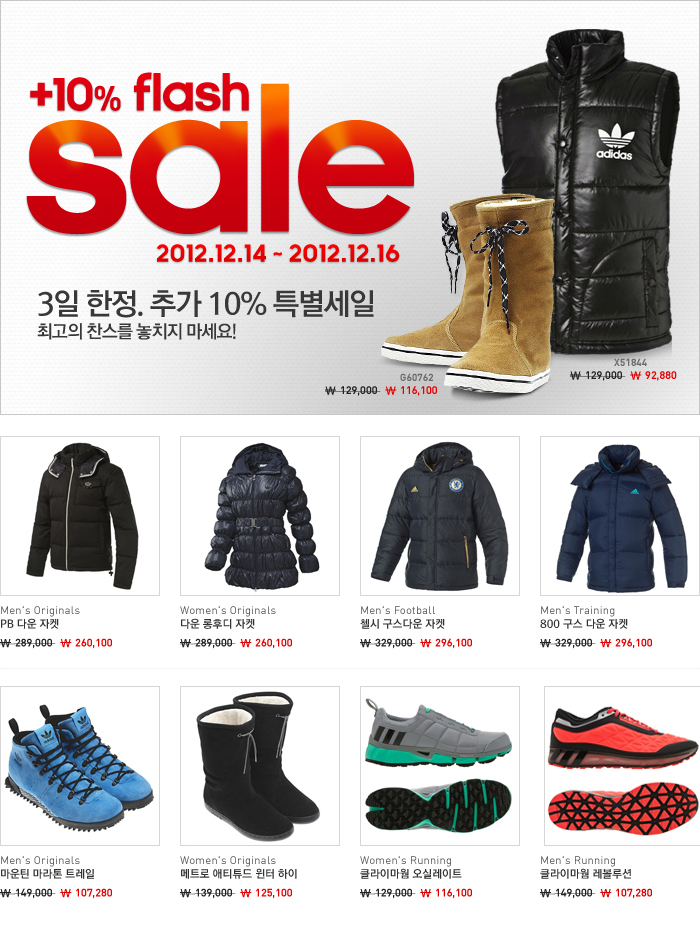 +10% flash
sale
2012.12.14 ~ 2012.12.16
3일 한정. 추가 10% 특별세일
최고의 찬스를 놓치지 마세요!
adidas
G60762
₩ 129,000 ₩ 116,100
X51844
₩ 129,000 ₩ 92,880
Men's Originals
PB 다운 자켓
₩ 289,000 ₩ 260,100
Women's Originals
다운 롱후디 자켓
₩ 289,000 ₩ 260,100
Men's Football
첼시 구스다운 자켓
₩ 329,000 ₩ 296,100
Men's Training
800 구스 다운 자켓
₩ 329,000 ₩ 296,100
Men's Originals
마운틴 마라톤 트레일
₩ 149,000 ₩ 107,280
Women's Originals
메트로 애티튜드 윈터 하이
₩ 139,000 ₩ 125,100
Women's Running
클라이마웜 오실레이트
₩ 129,000 ₩ 116,100
Men's Running
클라이마웜 레볼루션
₩ 149,000 ₩ 107,280